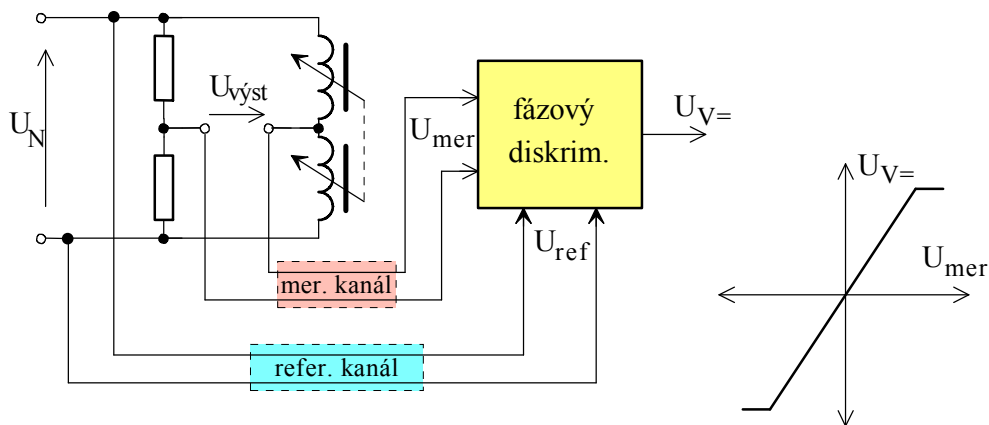 U_N
U_výst
U_mer
fázový
diskrim.
U_V=
U_ref
mer. kanál
refer. kanál
U_V=
U_mer